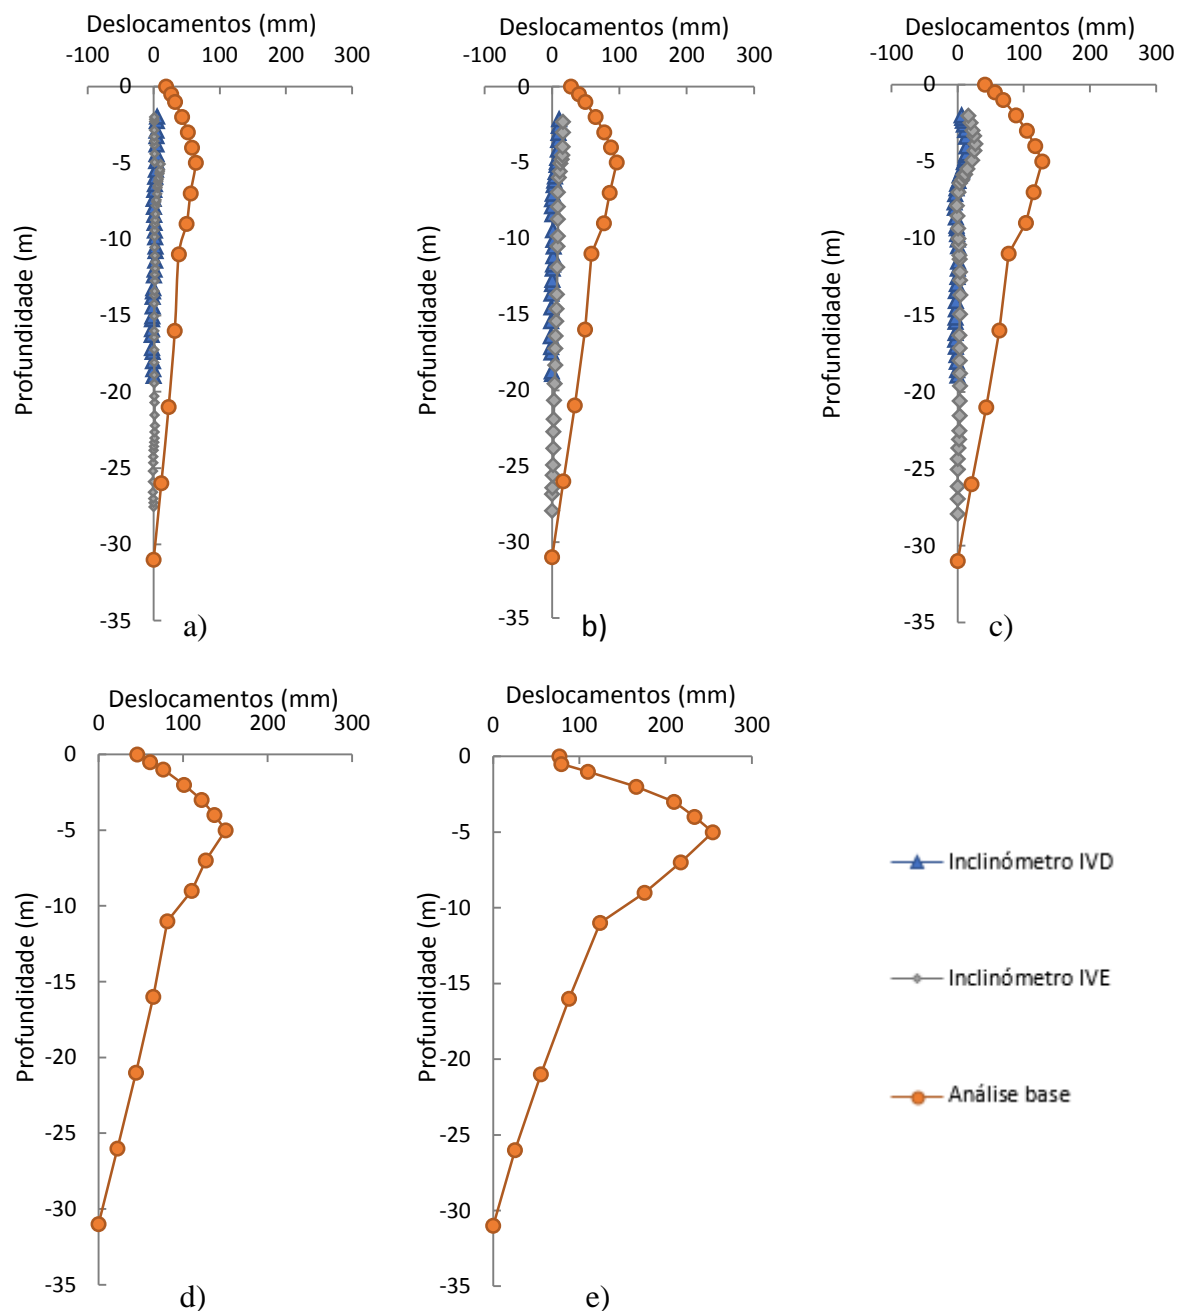 Deslocamentos (mm)
-100 0 100 200 300
0
-5
-10
-15
-20
-25
-30
-35
Profundidade (m)
a)
Deslocamentos (mm)
-100 0 100 200 300
0
-5
-10
-15
-20
-25
-30
-35
Profundidade (m)
b)
Deslocamentos (mm)
-100 0 100 200 300
0
-5
-10
-15
-20
-25
-30
-35
Profundidade (m)
c)
Deslocamentos (mm)
0 100 200 300
0
-5
-10
-15
-20
-25
-30
-35
Profundidade (m)
d)
Deslocamentos (mm)
0 100 200 300
0
-5
-10
-15
-20
-25
-30
-35
Profundidade (m)
e)
Inclinómetro IVD
Inclinómetro IVE
Análise base